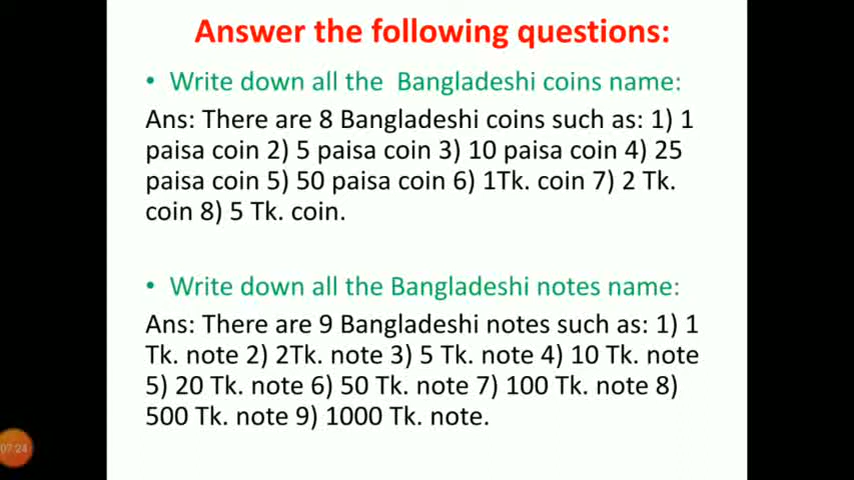 Answer the following questions:
• Write down all the Bangladeshi coins name:
Ans: There are 8 Bangladeshi coins such as: 1) 1
paisa coin 2) 5 paisa coin 3) 10 paisa coin 4) 25
paisa coin 5) 50 paisa coin 6) 1Tk. coin 7) 2 Tk.
coin 8) 5 Tk. coin.
• Write down all the Bangladeshi notes name:
Ans: There are 9 Bangladeshi notes such as: 1) 1
Tk. note 2) 2Tk. note 3) 5 Tk. note 4) 10 Tk. note
5) 20 Tk. note 6) 50 Tk. note 7) 100 Tk. note 8)
500 Tk. note 9) 1000 Tk. note.
07:24